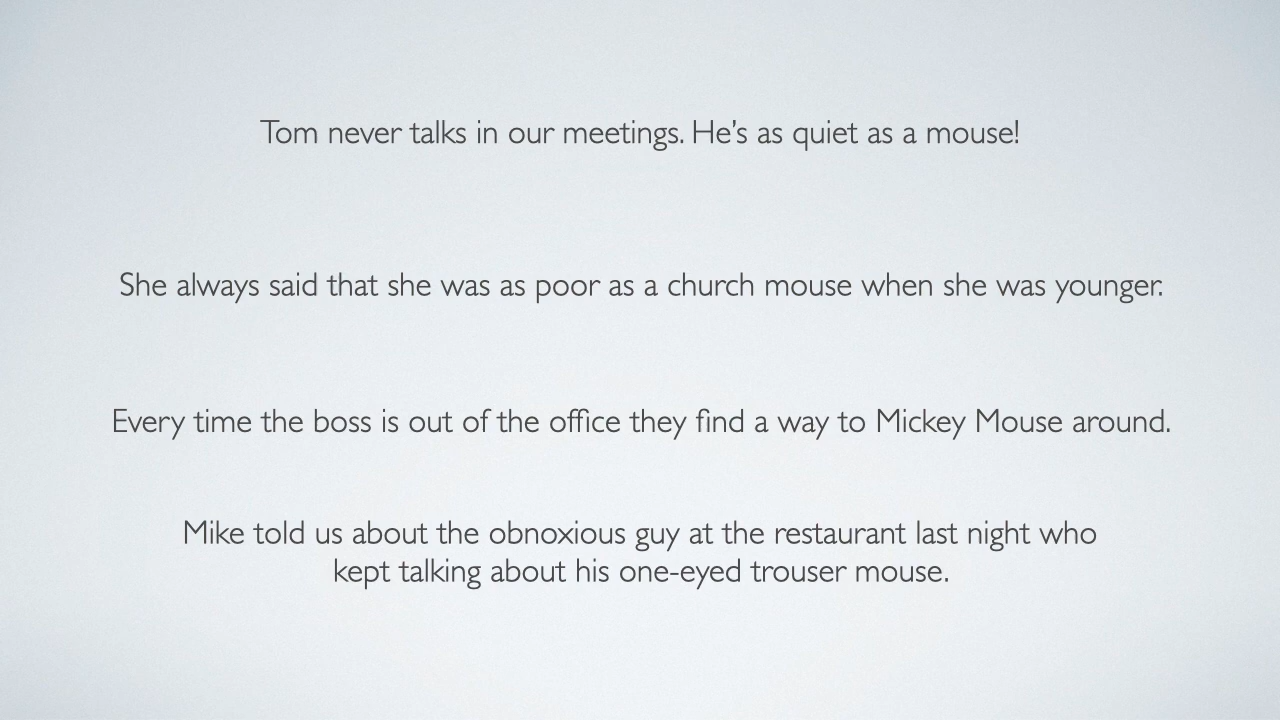 Tom never talks in our meetings. He’s as quiet as a mouse!
She always said that she was as poor as a church mouse when she was younger.
Every time the boss is out of the office they find a way to Mickey Mouse around.
Mike told us about the obnoxious guy at the restaurant last night who
kept talking about his one-eyed trouser mouse.